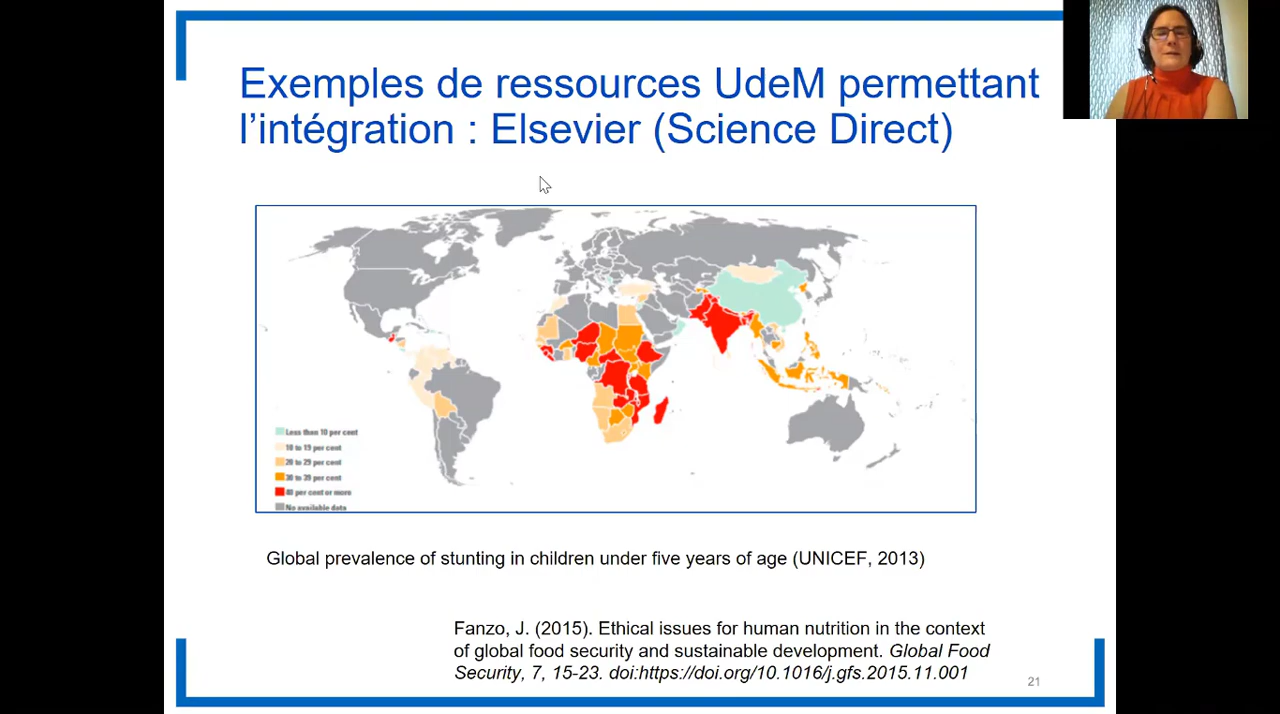 Exemples de ressources UdeM permettant
l’intégration : Elsevier (Science Direct)
Less than 10 per cent
10 to 19 per cent
20 to 29 per cent
30 to 39 per cent
40 per cent or more
No available data
Global prevalence of stunting in children under five years of age (UNICEF, 2013)
Fanzo, J. (2015). Ethical issues for human nutrition in the context
of global food security and sustainable development. Global Food
Security, 7, 15-23. doi:https://doi.org/10.1016/j.gfs.2015.11.001
21